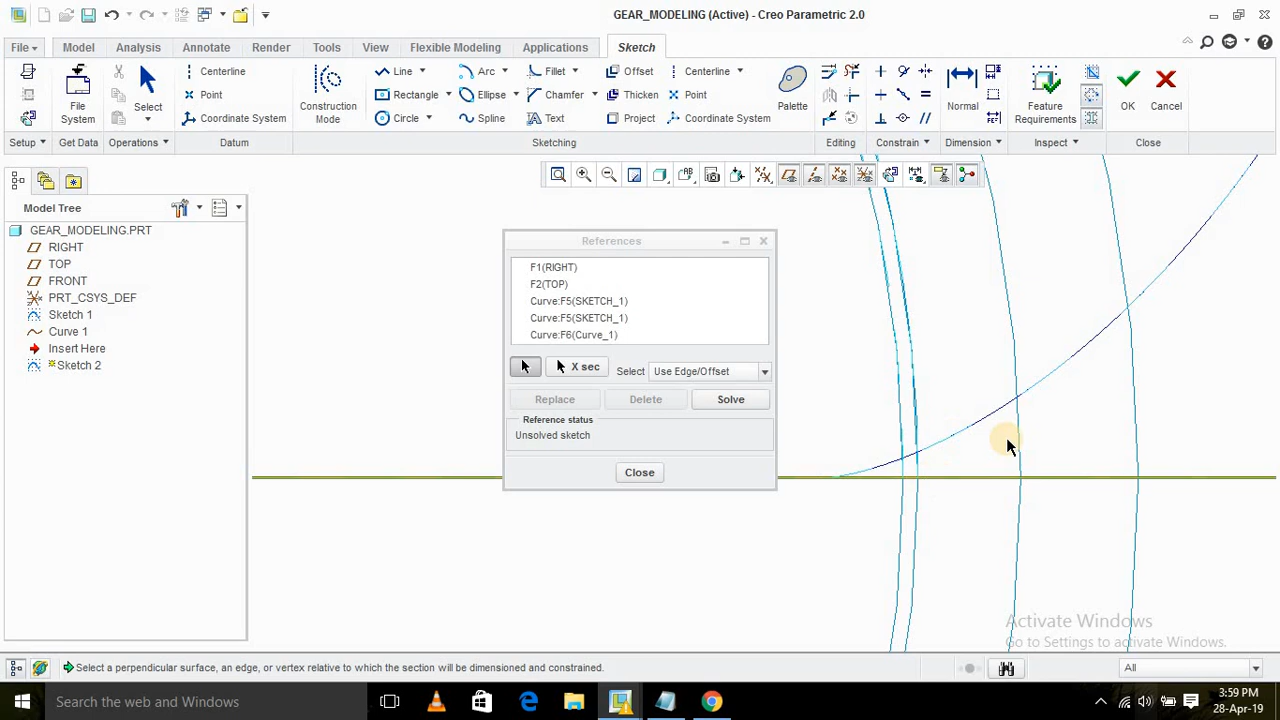 GEAR_MODELING (Active) - Creo Parametric 2.0
File Model Analysis Annotate Render Tools View Flexible Modeling Applications Sketch
Centerline Line Arc Fillet Offset Centerline
Point Rectangle Ellipse Chamfer Thicken Point
Coordinate System Circle Spline Text Project Coordinate System
File System Select Construction Mode Palette Normal Feature Requirements OK Cancel
Setup Get Data Operations Datum Sketching Editing Constrain Dimension Inspect Close
Model Tree
GEAR_MODELING.PRT
RIGHT
TOP
FRONT
PRT_CSYS_DEF
Sketch 1
Curve 1
Insert Here
Sketch 2
References
F1(RIGHT)
F2(TOP)
Curve:F5(SKETCH_1)
Curve:F5(SKETCH_1)
Curve:F6(Curve_1)
X sec Select Use Edge/Offset
Replace Delete Solve
Reference status
Unsolved sketch
Close
Activate Windows
Go to Settings to activate Windows.
Select a perpendicular surface, an edge, or vertex relative to which the section will be dimensioned and constrained.
All
Search the web and Windows
3:59 PM
28-Apr-19